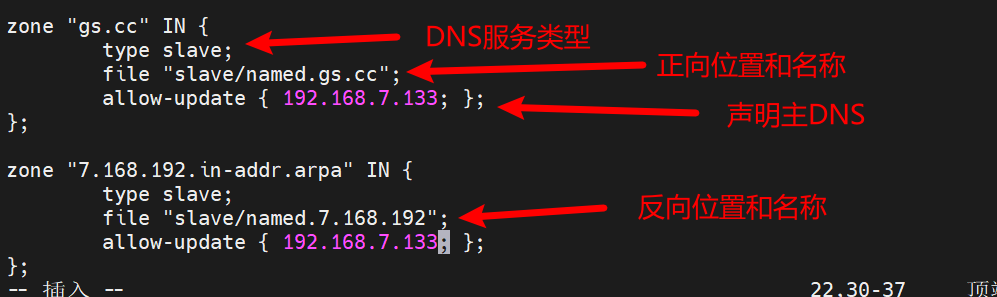 zone "gs.cc" IN {
type slave;
DNS服务类型
file "slave/named.gs.cc";
正向位置和名称
allow-update { 192.168.7.133; };
声明主DNS
};
zone "7.168.192.in-addr.arpa" IN {
type slave;
file "slave/named.7.168.192";
反向位置和名称
allow-update { 192.168.7.133; };
};
-- 插入 --
22,30-37
顶端